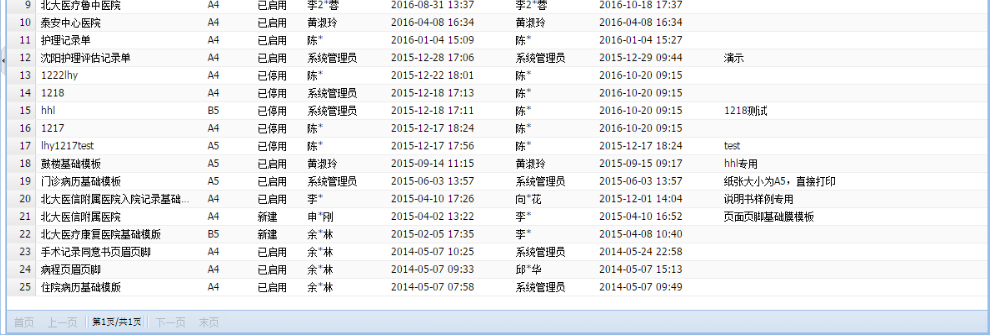 9 北大医疗鲁中医院 A4 已启用 李2*蓉 2016-08-31 13:37 李2*蓉 2016-10-18 17:37
10 泰安中心医院 A4 已启用 黄淑玲 2016-04-08 16:34 黄淑玲 2016-04-08 16:34
11 护理记录单 A4 已启用 陈* 2016-01-04 15:09 陈* 2016-01-04 15:27
12 沈阳护理评估记录单 A4 已启用 系统管理员 2015-12-28 17:06 系统管理员 2015-12-29 09:44 演示
13 1222lhy A4 已停用 陈* 2015-12-22 18:01 陈* 2016-10-20 09:15
14 1218 A4 已停用 系统管理员 2015-12-18 17:13 陈* 2016-10-20 09:15
15 hhl B5 已停用 系统管理员 2015-12-18 17:11 陈* 2016-10-20 09:15 1218测试
16 1217 A4 已停用 陈* 2015-12-17 18:24 陈* 2016-10-20 09:15
17 lhy1217test A5 已停用 陈* 2015-12-17 17:56 陈* 2015-12-17 18:24 test
18 鼓楼基础模板 A5 已启用 黄淑玲 2015-09-14 11:15 黄淑玲 2015-09-15 09:17 hhl专用
19 门诊病历基础模板 A5 已启用 系统管理员 2015-06-03 13:57 系统管理员 2015-06-03 13:57 纸张大小为A5，直接打印
20 北大医信附属医院入院记录基础... A4 已启用 李* 2015-04-10 17:26 向*花 2015-12-01 14:04 说明书样例专用
21 北大医信附属医院 A4 新建 申*刚 2015-04-02 13:22 李* 2015-04-10 16:52 页面页脚基础膜模板
22 北大医疗康复医院基础模版 B5 新建 余*林 2015-02-05 17:35 李* 2015-04-08 10:40
23 手术记录同意书页眉页脚 A4 已启用 余*林 2014-05-07 10:25 系统管理员 2014-05-24 22:58
24 病程页眉页脚 A4 已启用 余*林 2014-05-07 09:33 邱*华 2014-05-07 15:13
25 住院病历基础模版 A4 已启用 余*林 2014-05-07 07:58 系统管理员 2014-05-07 09:49
首页 上一页 第1页/共1页 下一页 末页